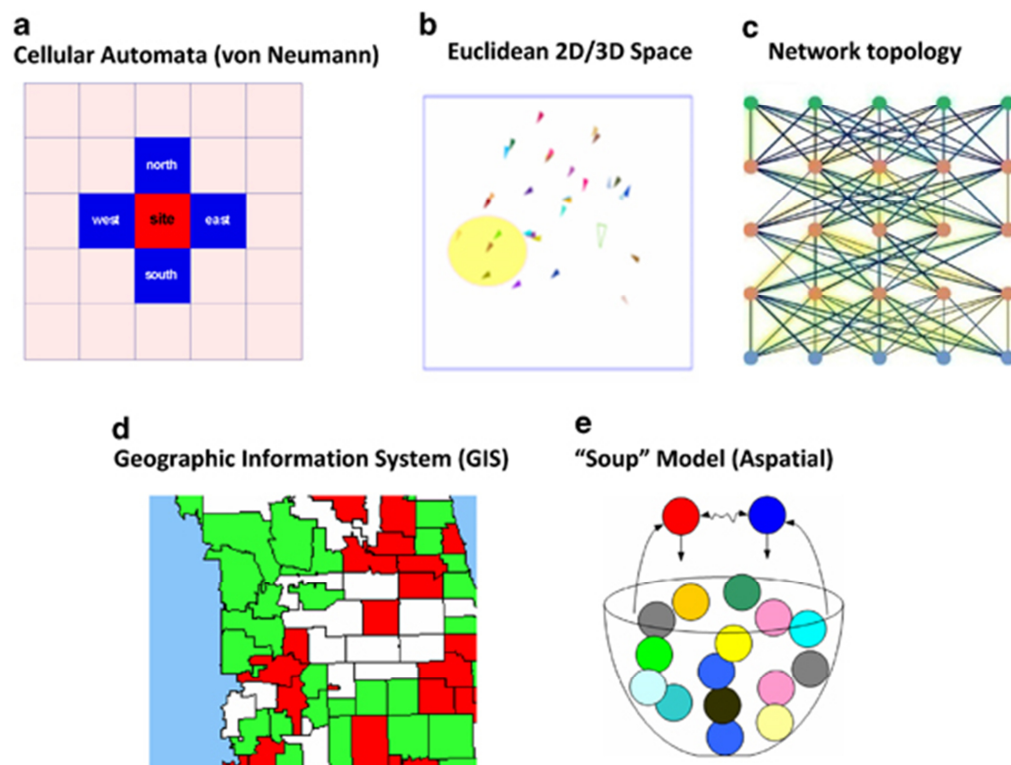 a
Cellular Automata (von Neumann)
north
west
site
east
south
b
Euclidean 2D/3D Space
c
Network topology
d
Geographic Information System (GIS)
e
“Soup” Model (Aspatial)